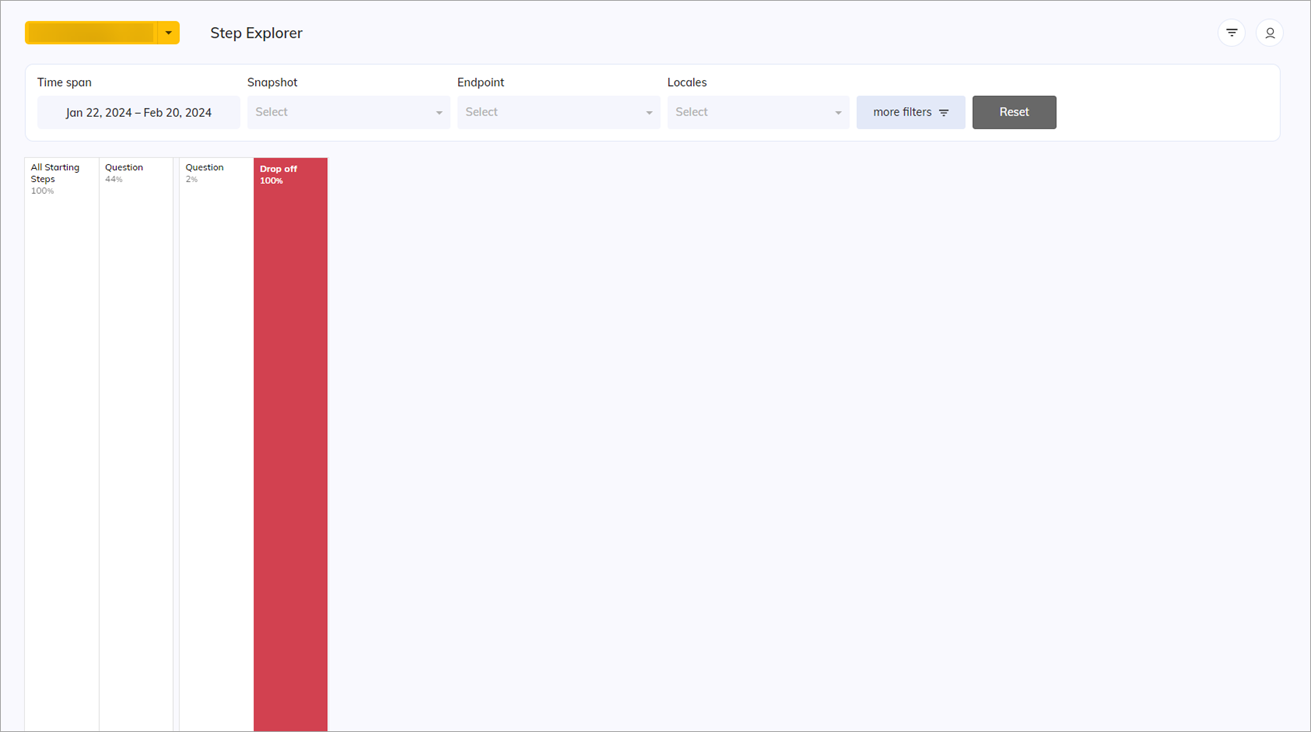 Step Explorer
Time span
Snapshot
Endpoint
Locales
Jan 22, 2024 – Feb 20, 2024
Select
Select
Select
more filters
Reset
All Starting
Steps
100%
Question
44%
Question
2%
Drop off
100%